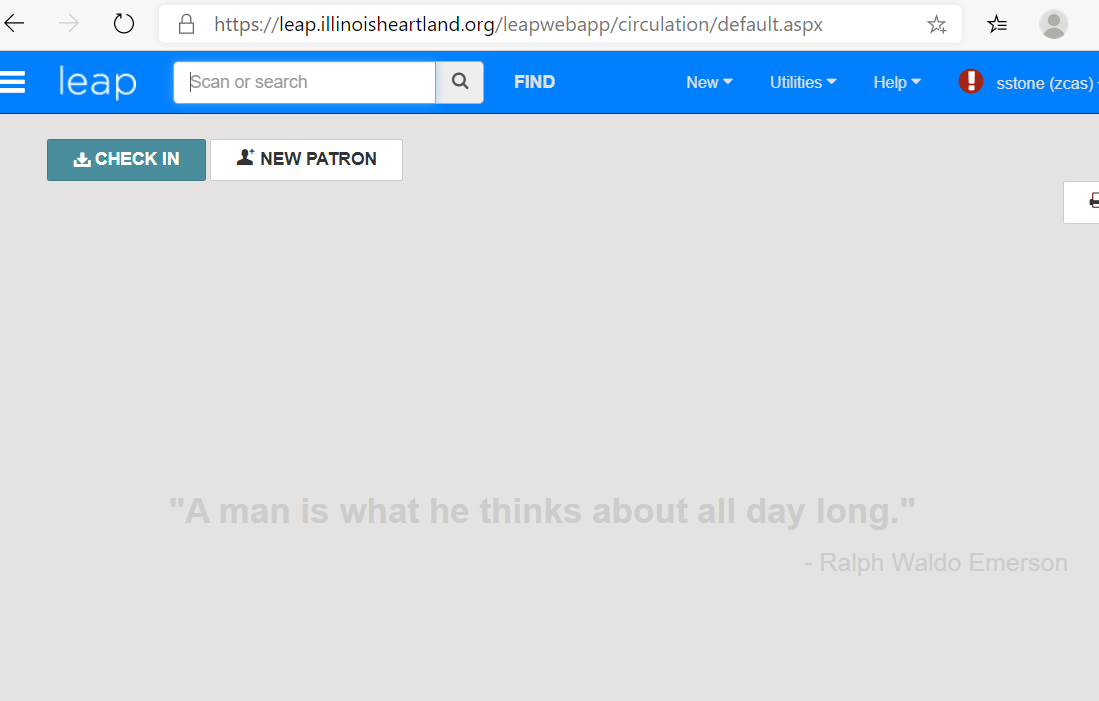 https://leap.illinoisheartland.org/leapwebapp/circulation/default.aspx
leap Scan or search FIND New Utilities Help sstone (zcas)
CHECK IN NEW PATRON
"A man is what he thinks about all day long."
- Ralph Waldo Emerson